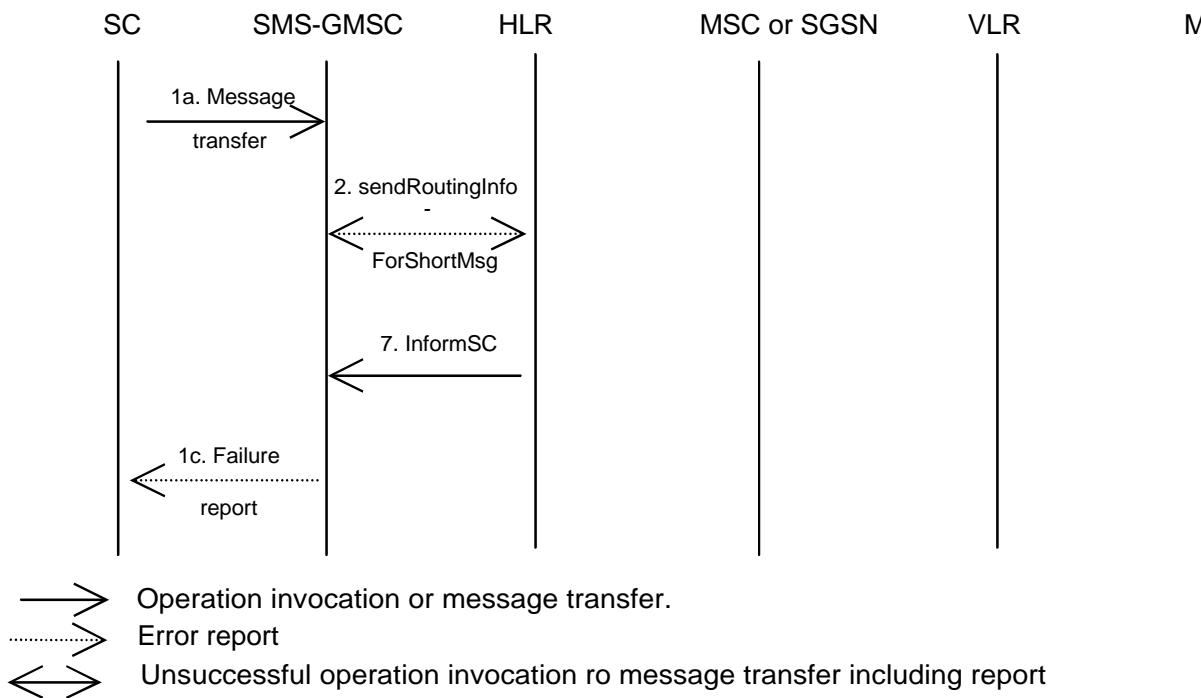 SC SMS-GMSC HLR MSC or SGSN VLR M
1a. Message
transfer
2. sendRoutingInfo
-
ForShortMsg
7. InformSC
1c. Failure
report
Operation invocation or message transfer.
Error report
Unsuccessful operation invocation ro message transfer including report